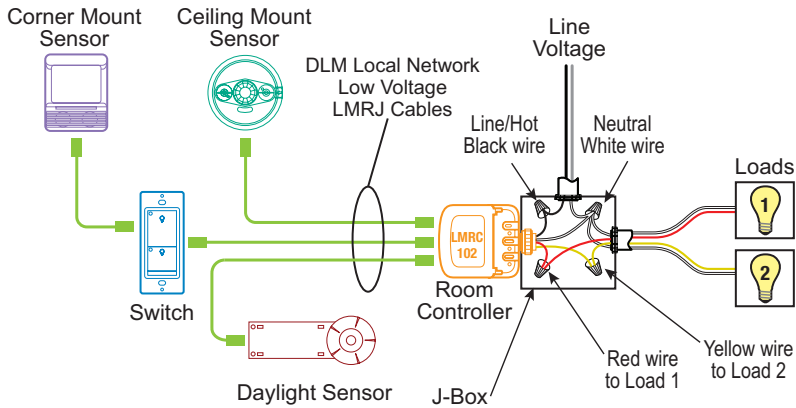 Corner Mount
Sensor
Ceiling Mount
Sensor
DLM Local Network
Low Voltage
LMRJ Cables
Line
Voltage
Line/Hot
Black wire
Neutral
White wire
Loads
1
2
LMRC
102
Room
Controller
Switch
Daylight Sensor
J-Box
Red wire
to Load 1
Yellow wire
to Load 2